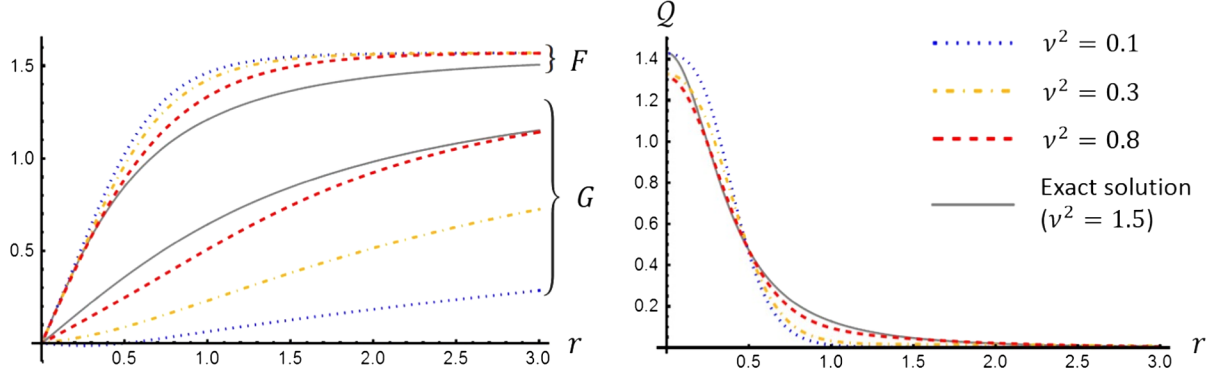 1.5
1.0
0.5
0.5
1.0
1.5
2.0
2.5
3.0
r
F
G
Q
1.4
1.2
1.0
0.8
0.6
0.4
0.2
0.5
1.0
1.5
2.0
2.5
3.0
r
ν² = 0.1
ν² = 0.3
ν² = 0.8
Exact solution
(ν² = 1.5)